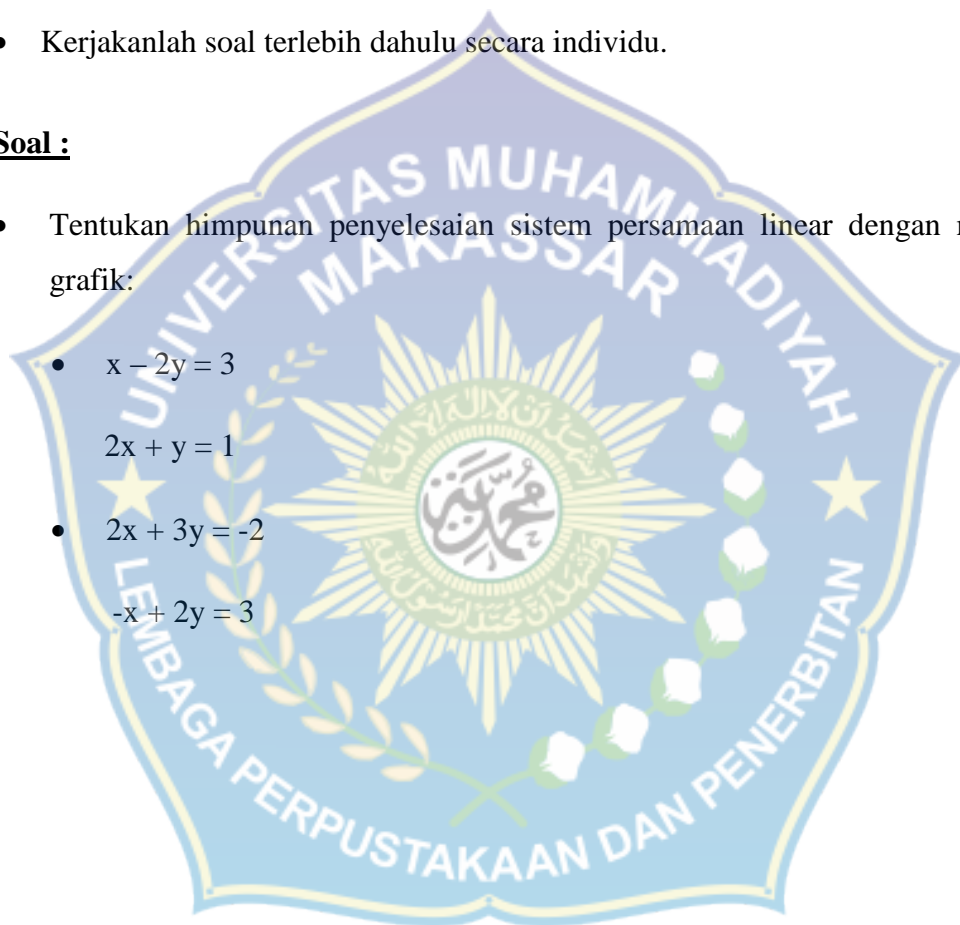 • Kerjakanlah soal terlebih dahulu secara individu.
Soal :
• Tentukan himpunan penyelesaian sistem persamaan linear dengan
grafik:
• x – 2y = 3
2x + y = 1
• 2x + 3y = -2
-x + 2y = 3
UNIVERSITAS MUHAMMADIYAH
MAKASSAR
LEMBAGA PERPUSTAKAAN DAN PENERBITAN